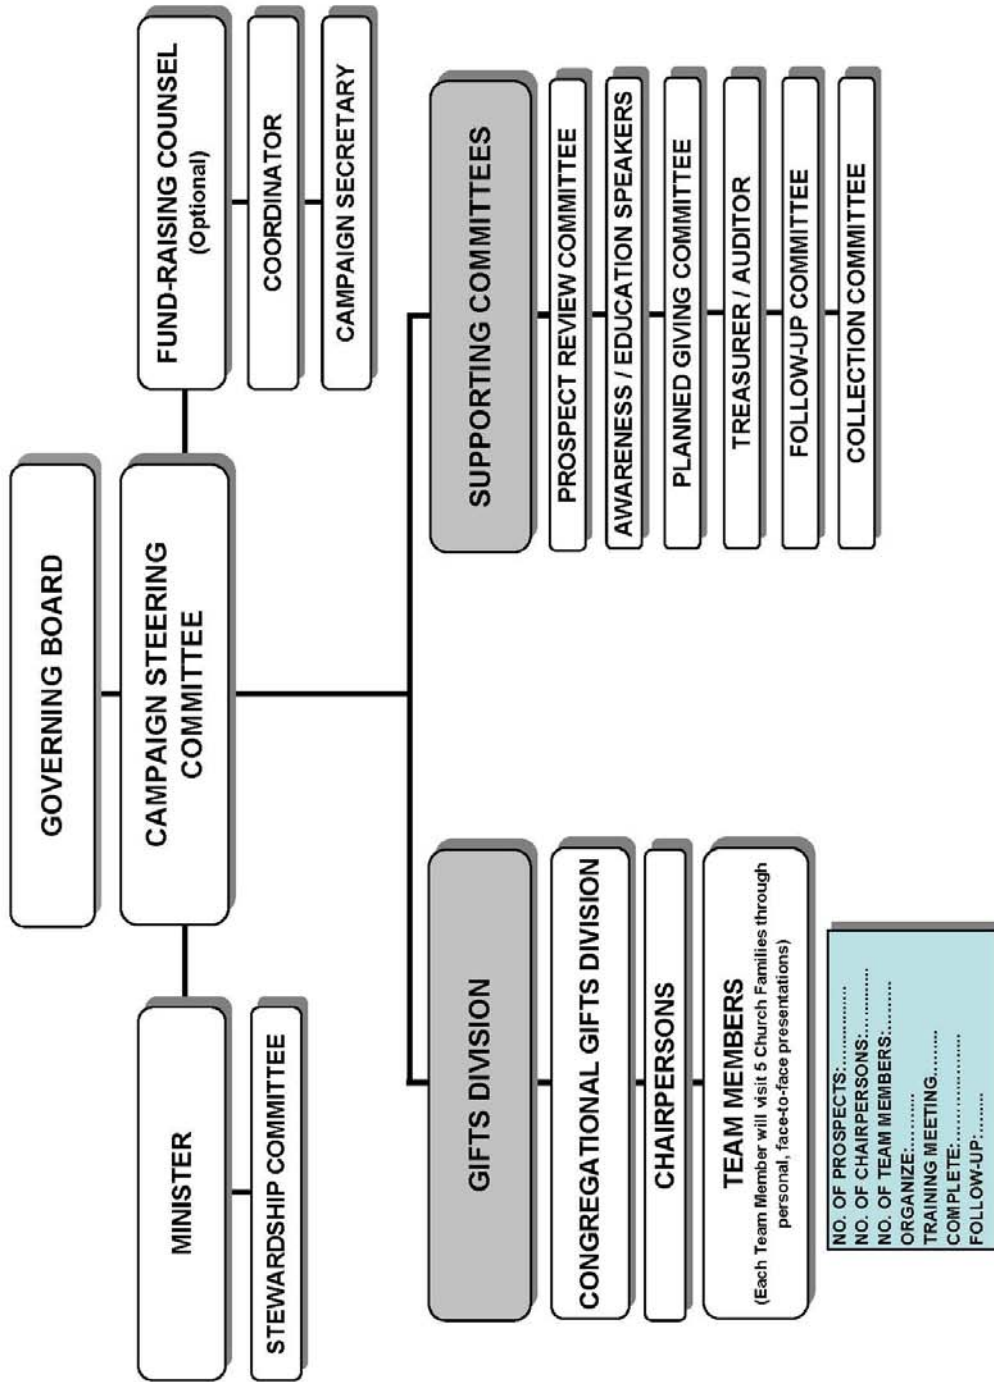 GOVERNING BOARD
CAMPAIGN STEERING
COMMITTEE
MINISTER
STEWARDSHIP COMMITTEE
FUND-RAISING COUNSEL
(Optional)
COORDINATOR
CAMPAIGN SECRETARY
GIFTS DIVISION
CONGREGATIONAL GIFTS DIVISION
CHAIRPERSONS
TEAM MEMBERS
(Each Team Member will visit 5 Church Families through
personal, face-to-face presentations)
NO. OF PROSPECTS:................
NO. OF CHAIRPERSONS:..............
NO. OF TEAM MEMBERS:.........
ORGANIZE:.........
TRAINING MEETING.........
COMPLETE:....................
FOLLOW-UP:.........
SUPPORTING COMMITTEES
PROSPECT REVIEW COMMITTEE
AWARENESS / EDUCATION SPEAKERS
PLANNED GIVING COMMITTEE
TREASURER / AUDITOR
FOLLOW-UP COMMITTEE
COLLECTION COMMITTEE